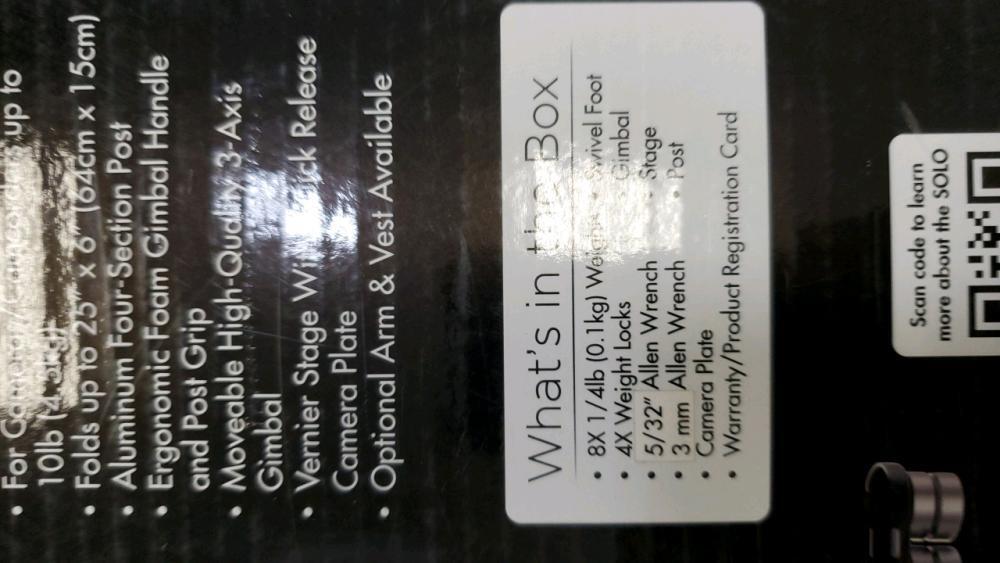 For Camera/Camcorders up to
10lb (4.5kg)
• Folds up to 25" x 6" (64cm x 15cm)
• Aluminum Four-Section Post
• Ergonomic Foam Gimbal Handle
and Post Grip
• Moveable High-Quality 3-Axis
Gimbal
• Vernier Stage With Quick Release
Camera Plate
• Optional Arm & Vest Available
What's in the Box
• 8X 1/4lb (0.1kg) Weights • Swivel Foot
• 4X Weight Locks • Gimbal
• 5/32" Allen Wrench • Stage
• 3 mm Allen Wrench • Post
• Camera Plate
• Warranty/Product Registration Card
Scan code to learn
more about the SOLO